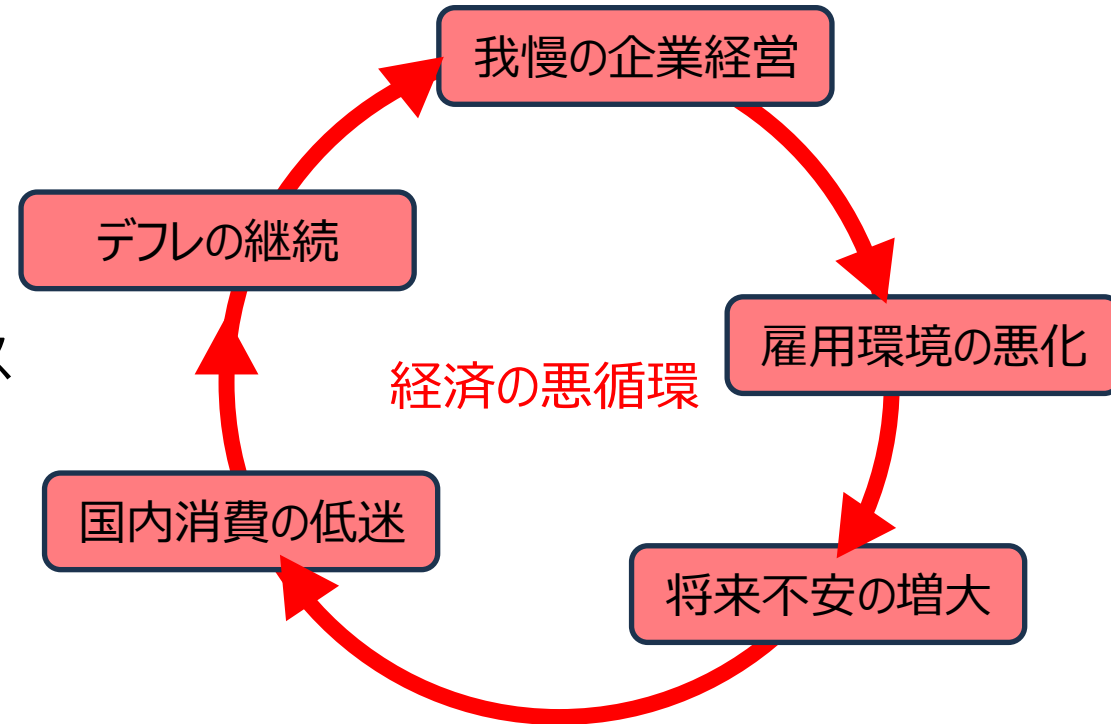 我慢の企業経営
デフレの継続
雇用環境の悪化
ス
経済の悪循環
国内消費の低迷
将来不安の増大